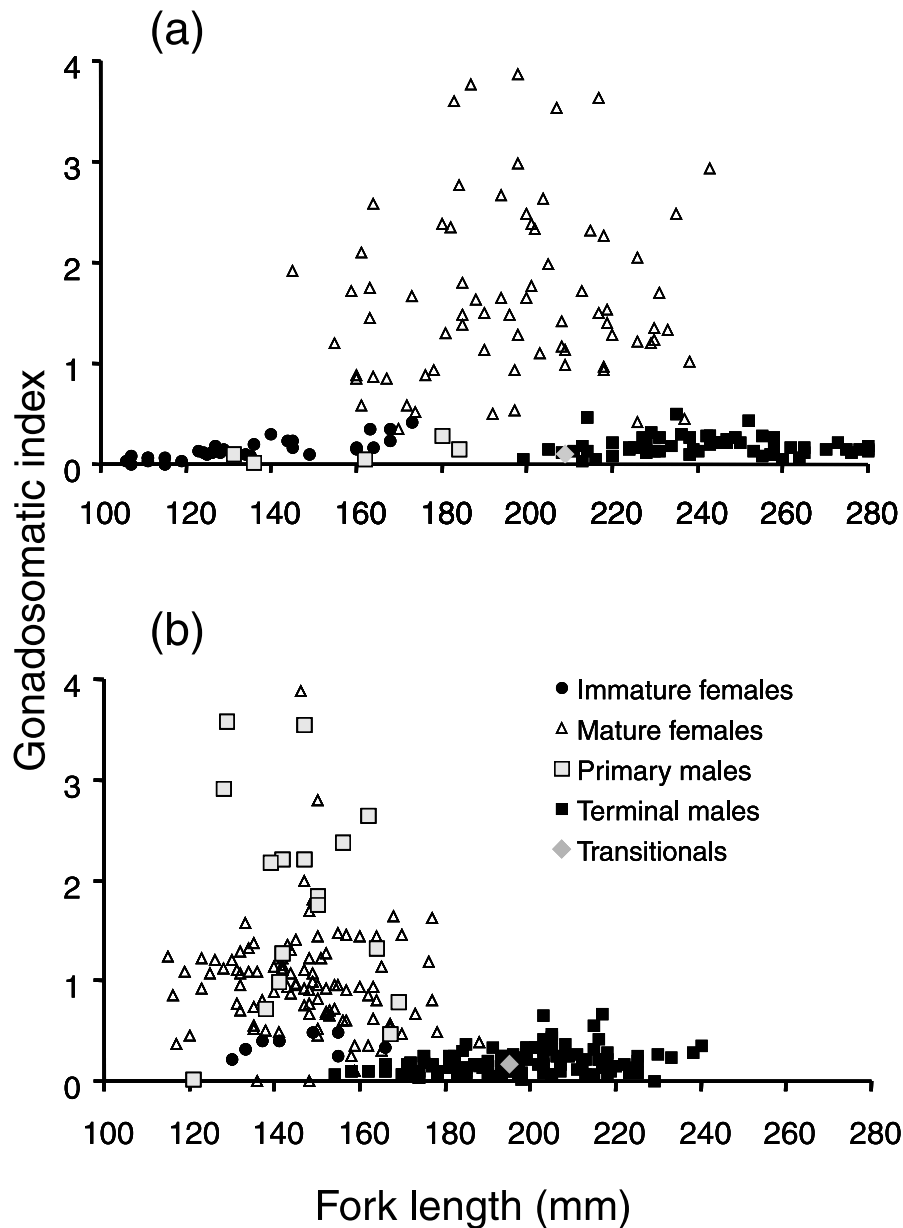 (a)
4
3
2
1
0
100 120 140 160 180 200 220 240 260 280
Gonadosomatic index
(b)
4
3
2
1
0
Immature females
Mature females
Primary males
Terminal males
Transitionals
100 120 140 160 180 200 220 240 260 280
Fork length (mm)